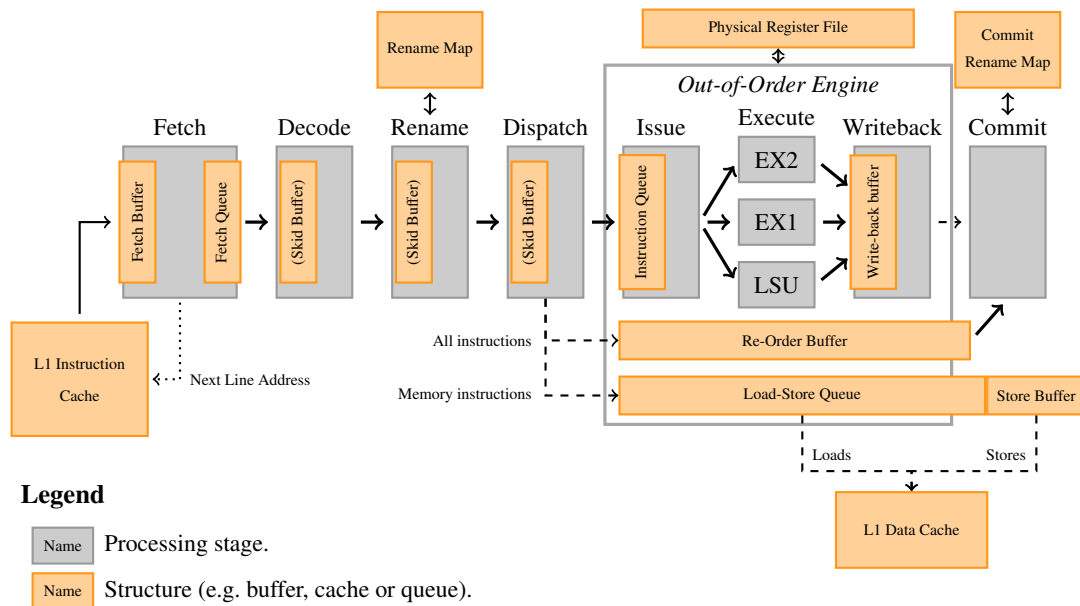 Physical Register File
Rename Map
Commit
Rename Map
Out-of-Order Engine
Fetch
Decode
Rename
Dispatch
Issue
Execute
Writeback
Commit
Fetch Buffer
Fetch Queue
(Skid Buffer)
(Skid Buffer)
(Skid Buffer)
Instruction Queue
EX2
EX1
LSU
Write-back buffer
L1 Instruction
Cache
Next Line Address
All instructions
Re-Order Buffer
Memory instructions
Load-Store Queue
Store Buffer
Loads
Stores
L1 Data Cache
Legend
Name
Processing stage.
Name
Structure (e.g. buffer, cache or queue).